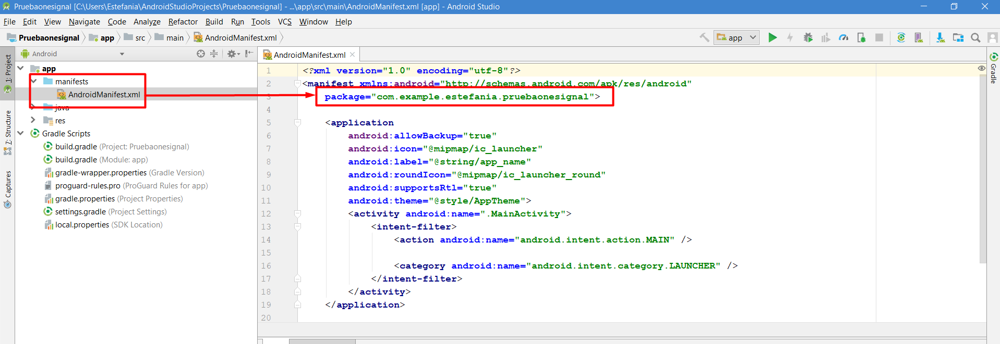 Pruebaonesignal [C:\Users\Estefania\AndroidStudioProjects\Pruebaonesignal] - ...\app\src\main\AndroidManifest.xml [app] - Android Studio
File Edit View Navigate Code Analyze Refactor Build Run Tools VCS Window Help
Pruebaonesignal app src main AndroidManifest.xml app
1: Project
7: Structure
Captures
Android
app
manifests
AndroidManifest.xml
java
res
Gradle Scripts
build.gradle (Project: Pruebaonesignal)
build.gradle (Module: app)
gradle-wrapper.properties (Gradle Version)
proguard-rules.pro (ProGuard Rules for app)
gradle.properties (Project Properties)
settings.gradle (Project Settings)
local.properties (SDK Location)
AndroidManifest.xml
1 <?xml version="1.0" encoding="utf-8"?>
2 <manifest xmlns:android="http://schemas.android.com/apk/res/android"
3 package="com.example.estefania.pruebaonesignal">
4
5 <application
6 android:allowBackup="true"
7 android:icon="@mipmap/ic_launcher"
8 android:label="@string/app_name"
9 android:roundIcon="@mipmap/ic_launcher_round"
10 android:supportsRtl="true"
11 android:theme="@style/AppTheme">
12 <activity android:name=".MainActivity">
13 <intent-filter>
14 <action android:name="android.intent.action.MAIN" />
15
16 <category android:name="android.intent.category.LAUNCHER" />
17 </intent-filter>
18 </activity>
19 </application>
20
Gradle